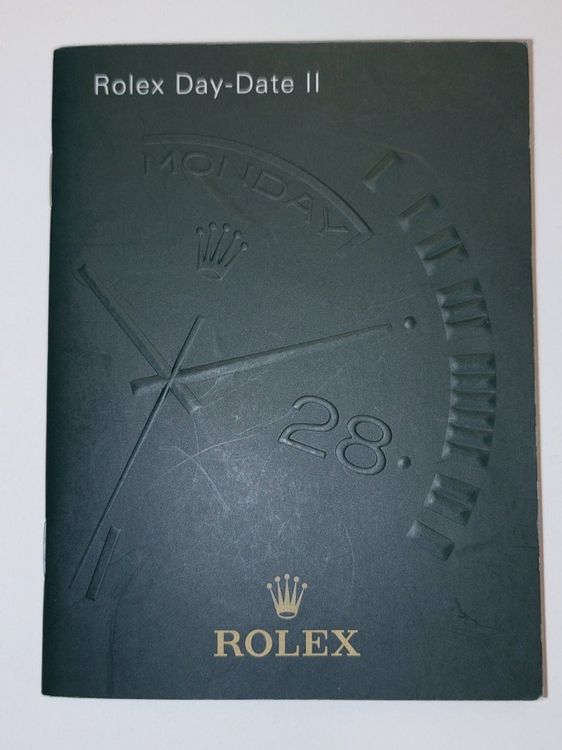 Rolex Day-Date II
MONDAY
28
ROLEX